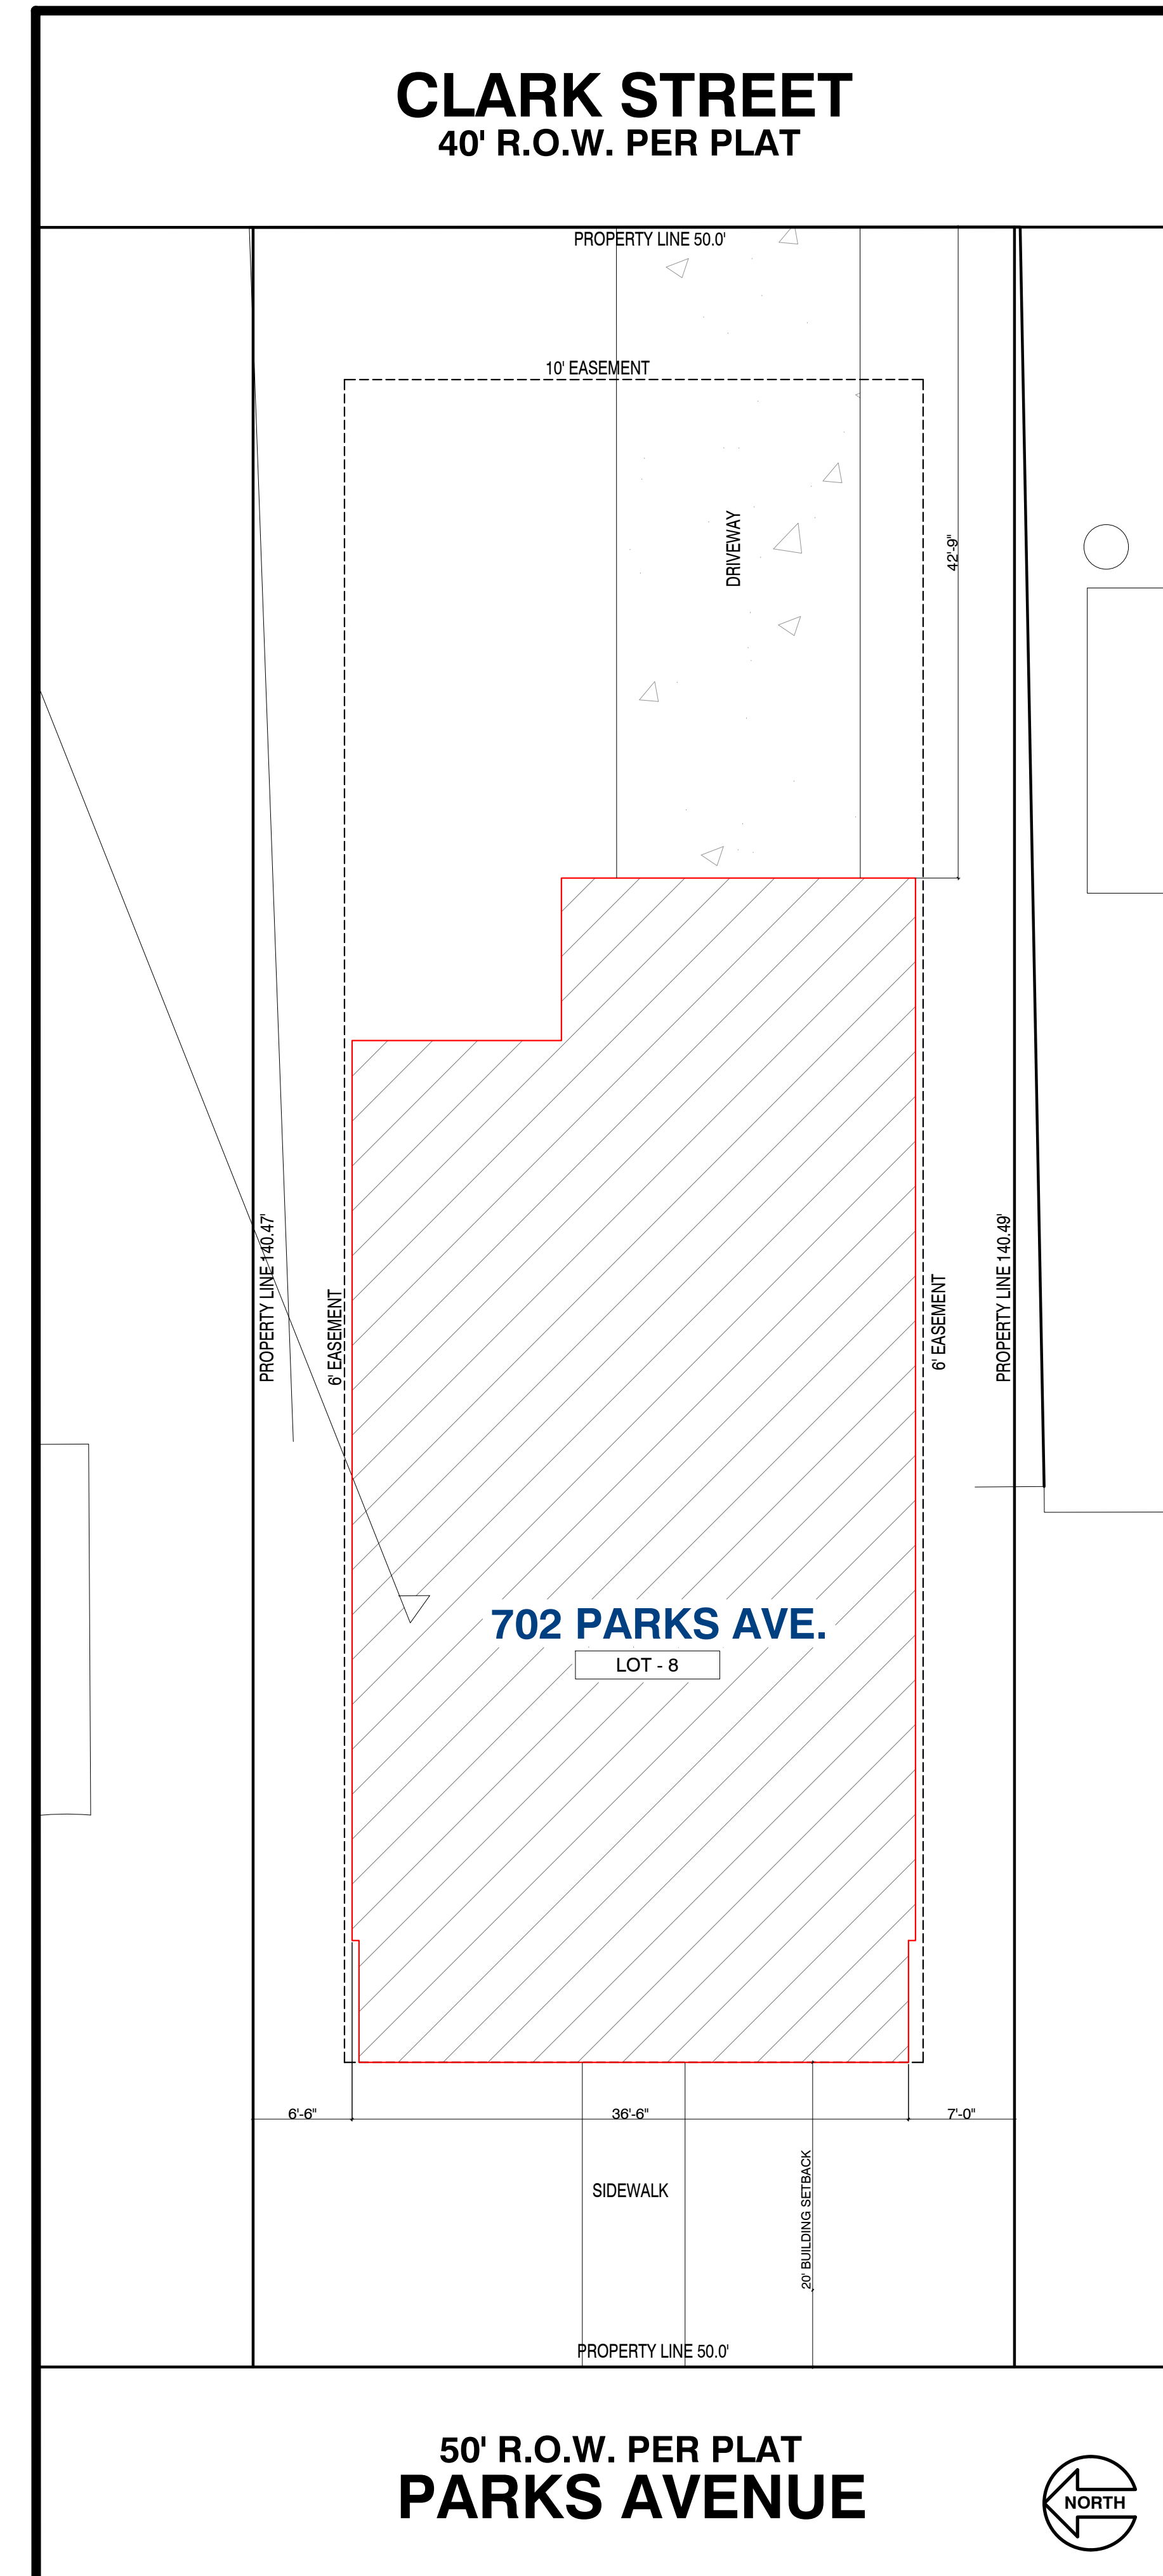 CLARK STREET
40' R.O.W. PER PLAT
PROPERTY LINE 50.0'
10' EASEMENT
DRIVEWAY
42'-9"
PROPERTY LINE 140.47'
6' EASEMENT
6' EASEMENT
PROPERTY LINE 140.49'
702 PARKS AVE.
LOT - 8
6'-6"
36'-6"
7'-0"
SIDEWALK
20' BUILDING SETBACK
PROPERTY LINE 50.0'
50' R.O.W. PER PLAT
PARKS AVENUE
NORTH